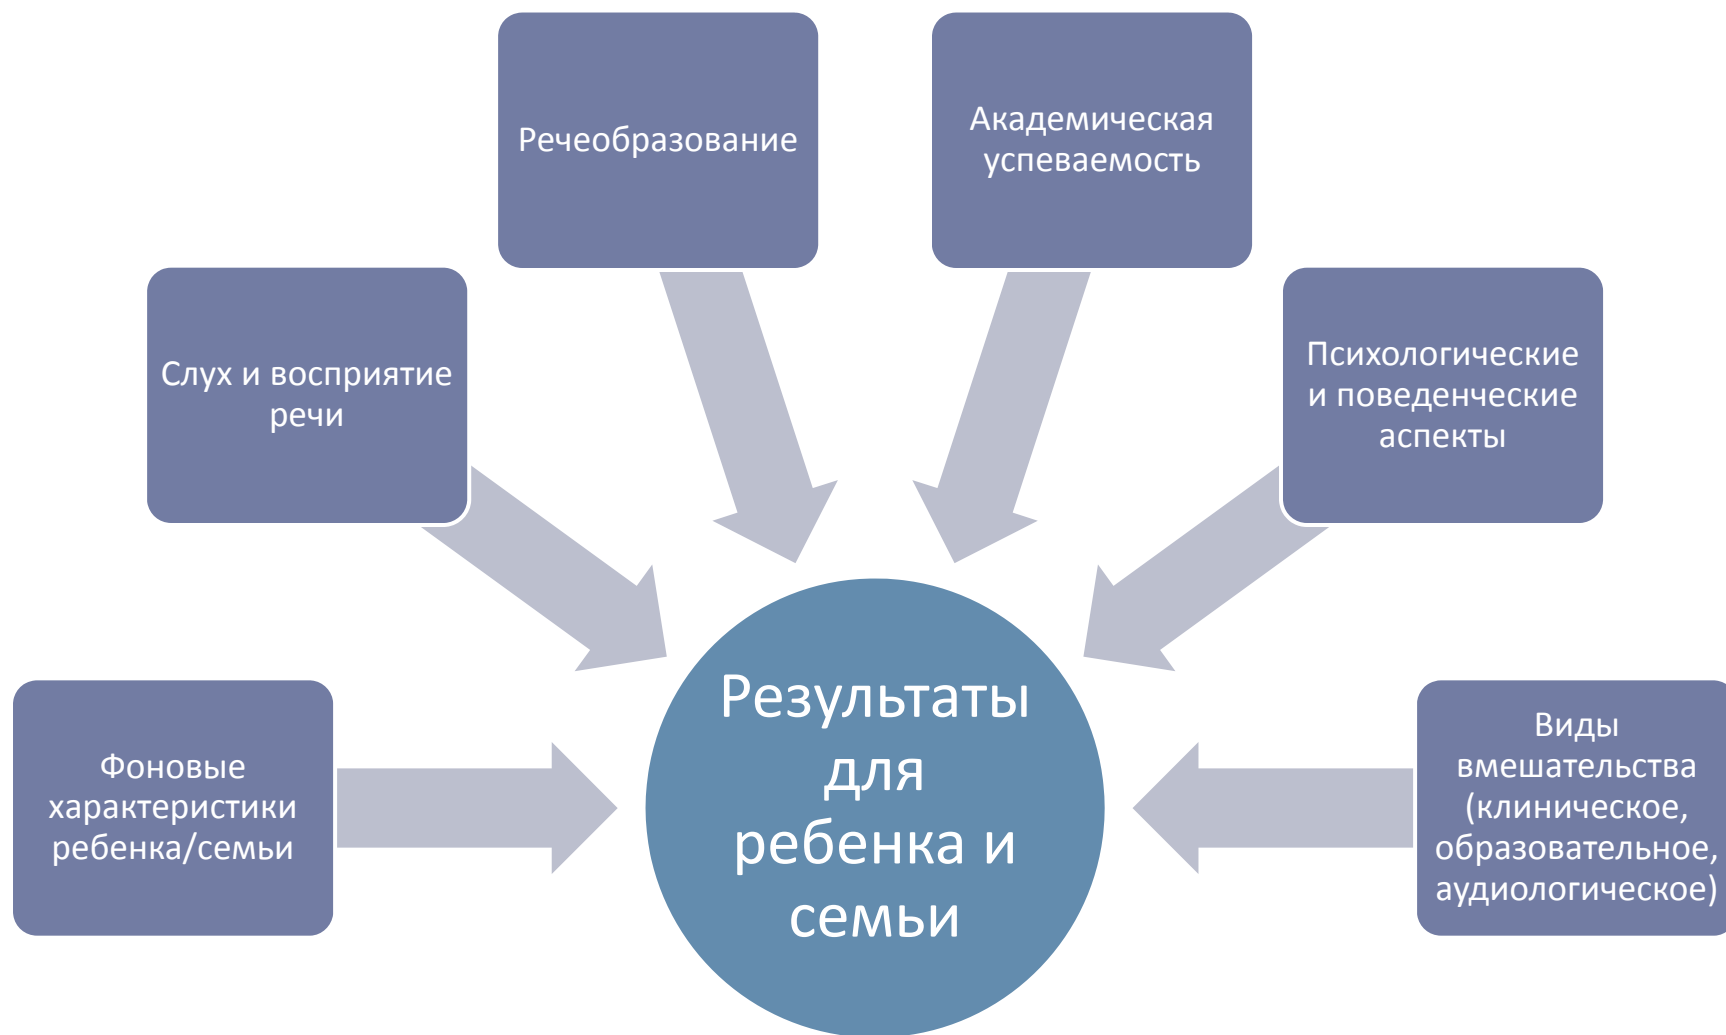 Речеобразование
Академическая
успеваемость
Слух и восприятие
речи
Психологические
и поведенческие
аспекты
Фоновые
характеристики
ребенка/семьи
Результаты
для
ребенка и
семьи
Виды
вмешательства
(клиническое,
образовательное,
аудиологическое)